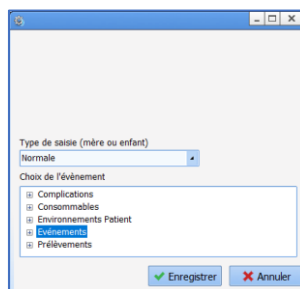 Type de saisie (mère ou enfant)
Normale
Choix de l'évènement
Complications
Consommables
Environnements Patient
Evénements
Prélèvements
Enregistrer
Annuler